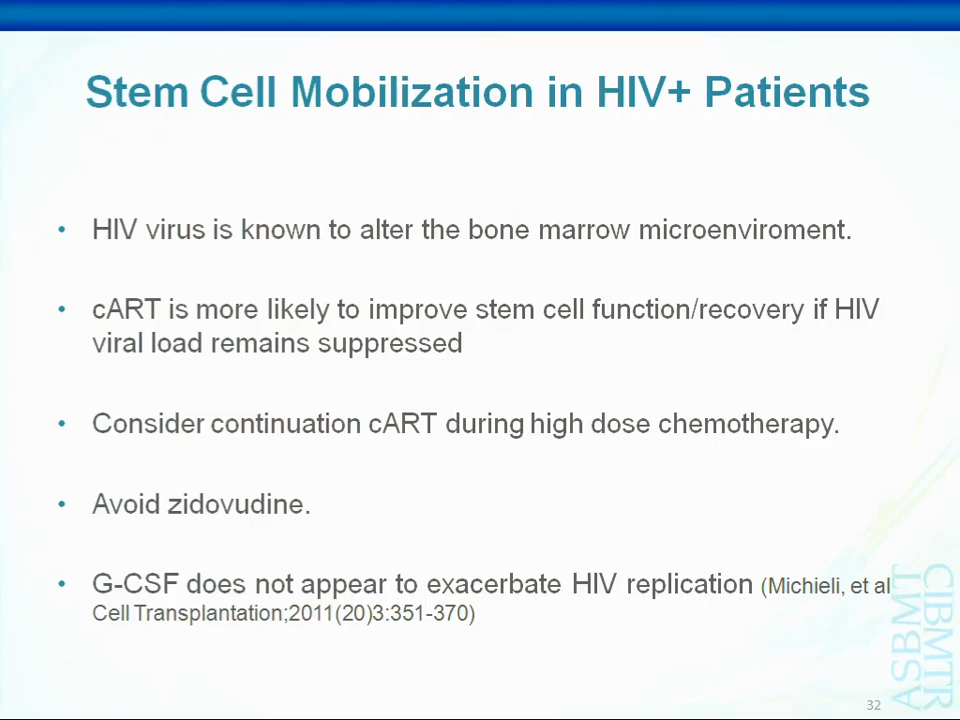 Stem Cell Mobilization in HIV+ Patients
• HIV virus is known to alter the bone marrow microenviroment.
• cART is more likely to improve stem cell function/recovery if HIV
viral load remains suppressed
• Consider continuation cART during high dose chemotherapy.
• Avoid zidovudine.
• G-CSF does not appear to exacerbate HIV replication (Michieli, et al
Cell Transplantation;2011(20)3:351-370)
ASBMT
CIBMTR
32